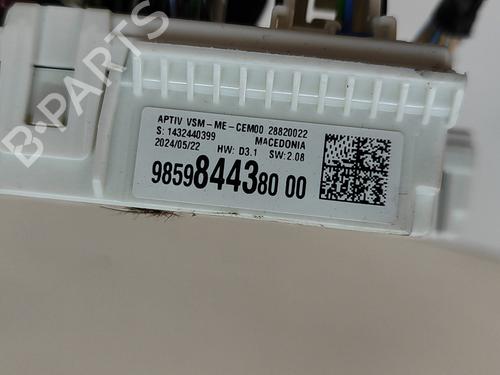 B-PARTS
APTIV VSM-ME-CEM00 28820022
S: 1432440399 MACEDONIA
2024/05/22 HW: D3.1 SW:2.08
9859844380 00